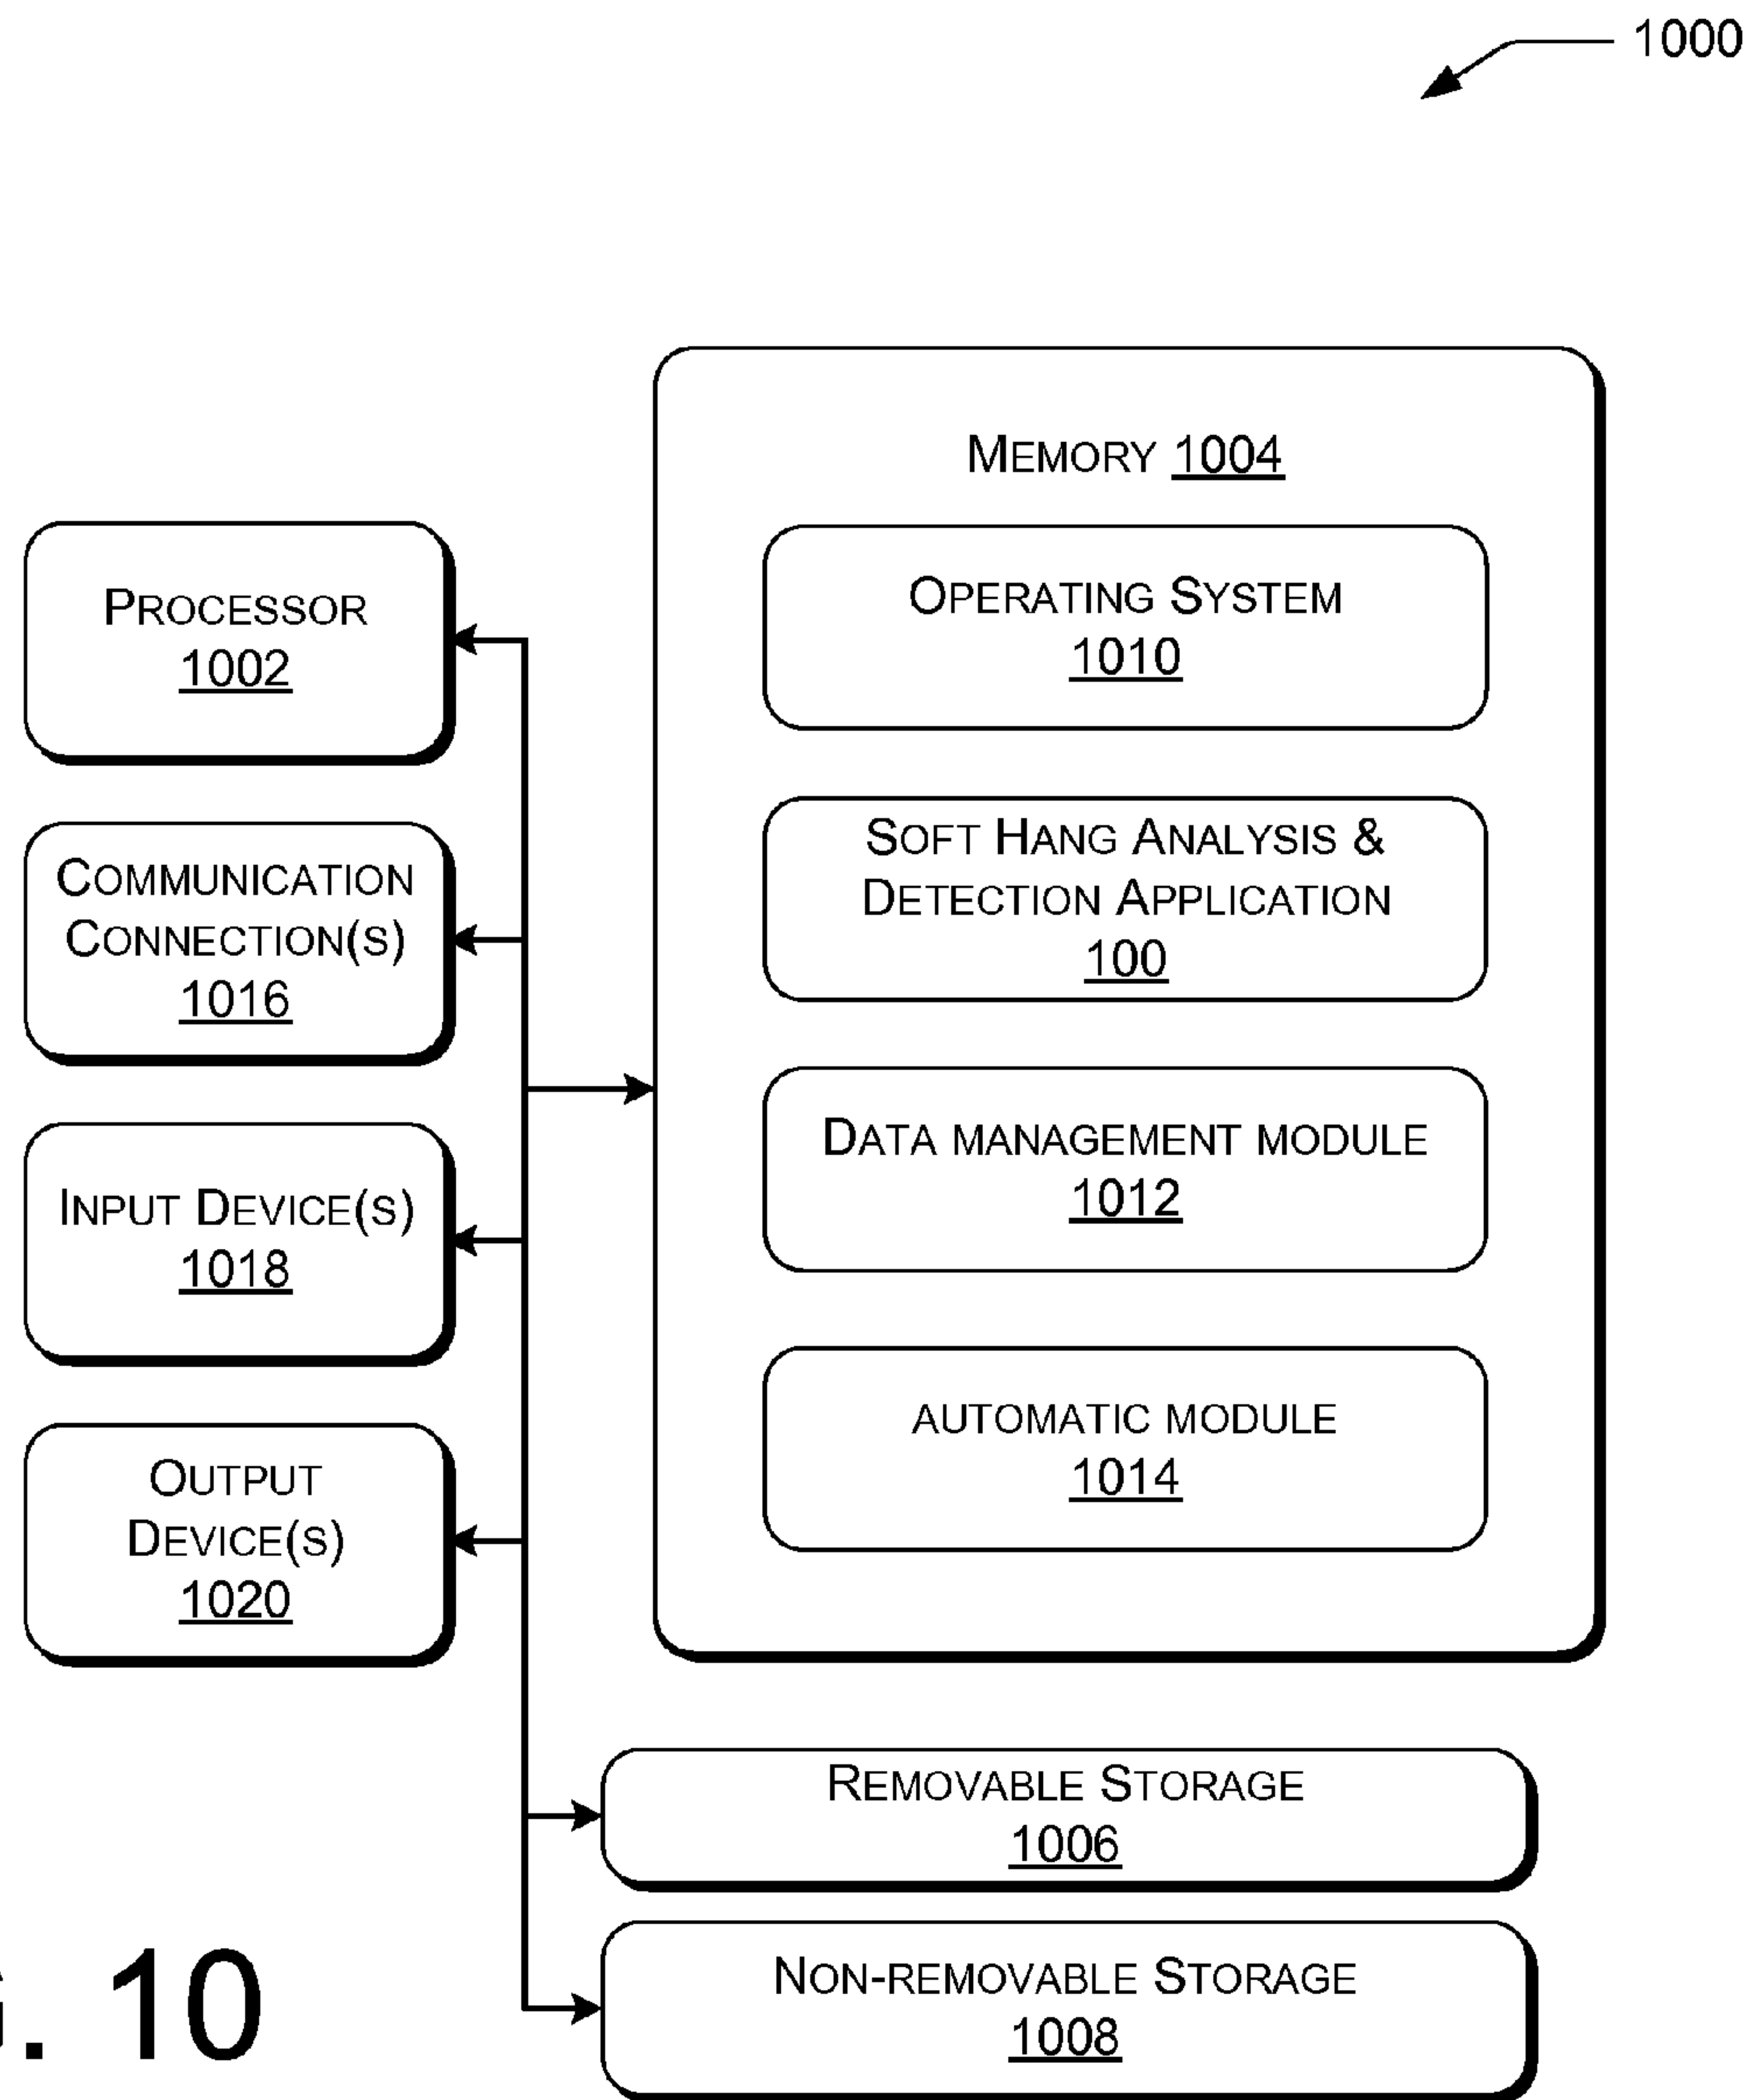 1000
MEMORY 1004
OPERATING SYSTEM
1010
SOFT HANG ANALYSIS &
DETECTION APPLICATION
100
DATA MANAGEMENT MODULE
1012
AUTOMATIC MODULE
1014
PROCESSOR
1002
COMMUNICATION
CONNECTION(S)
1016
INPUT DEVICE(S)
1018
OUTPUT
DEVICE(S)
1020
REMOVABLE STORAGE
1006
NON-REMOVABLE STORAGE
1008
. 10